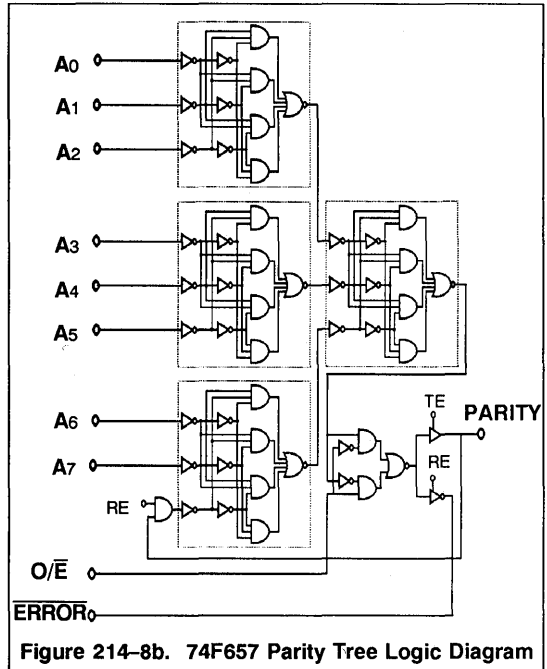 A0
A1
A2
A3
A4
A5
A6
TE
PARITY
A7
RE
RE
O/E̅
E̅R̅R̅O̅R̅
Figure 214–8b. 74F657 Parity Tree Logic Diagram